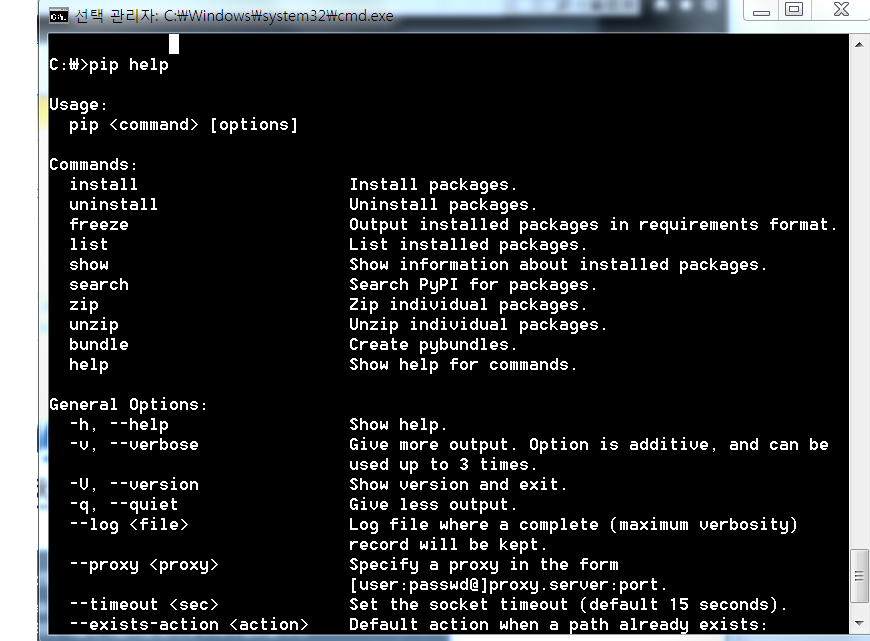 선택 관리자: C:₩Windows₩system32₩cmd.exe
C:₩>pip help
Usage:
pip <command> [options]
Commands:
install Install packages.
uninstall Uninstall packages.
freeze Output installed packages in requirements format.
list List installed packages.
show Show information about installed packages.
search Search PyPI for packages.
zip Zip individual packages.
unzip Unzip individual packages.
bundle Create pybundles.
help Show help for commands.
General Options:
-h, --help Show help.
-v, --verbose Give more output. Option is additive, and can be
used up to 3 times.
-V, --version Show version and exit.
-q, --quiet Give less output.
--log <file> Log file where a complete (maximum verbosity)
record will be kept.
--proxy <proxy> Specify a proxy in the form
[user:passwd@]proxy.server:port.
--timeout <sec> Set the socket timeout (default 15 seconds).
--exists-action <action> Default action when a path already exists: